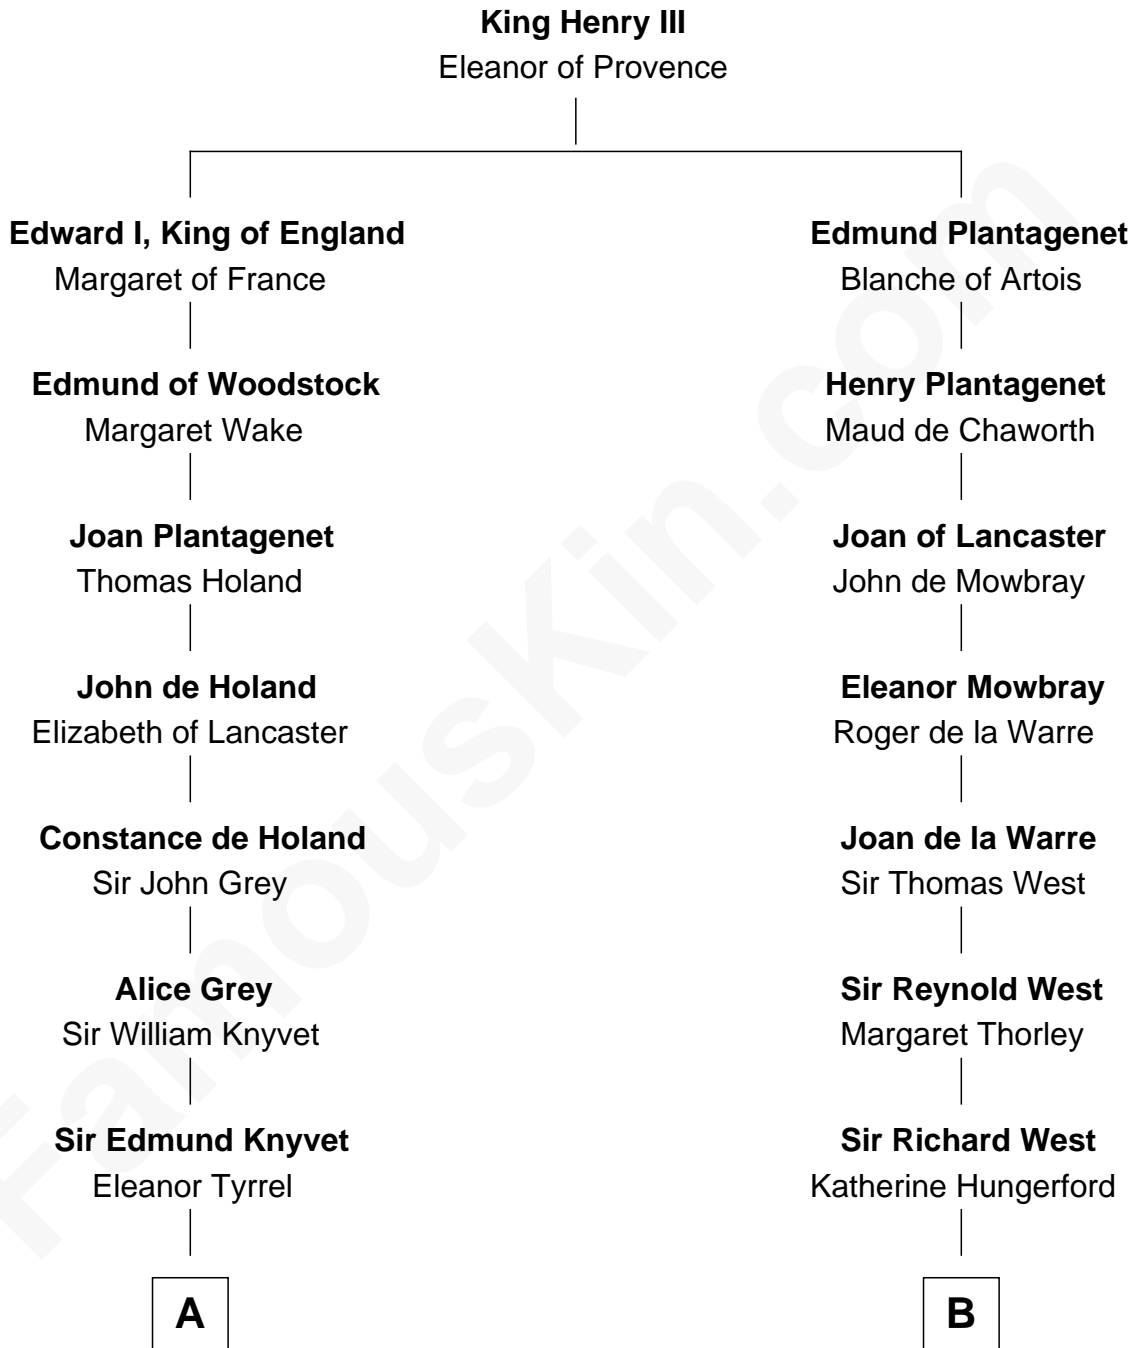 King Henry III
Eleanor of Provence
Edward I, King of England
Margaret of France
Edmund Plantagenet
Blanche of Artois
Edmund of Woodstock
Margaret Wake
Henry Plantagenet
Maud de Chaworth
Joan Plantagenet
Thomas Holand
Joan of Lancaster
John de Mowbray
John de Holand
Elizabeth of Lancaster
Eleanor Mowbray
Roger de la Warre
Constance de Holand
Sir John Grey
Joan de la Warre
Sir Thomas West
Alice Grey
Sir William Knyvet
Sir Reynold West
Margaret Thorley
Sir Edmund Knyvet
Eleanor Tyrrel
Sir Richard West
Katherine Hungerford
A
B
FamousKin.com